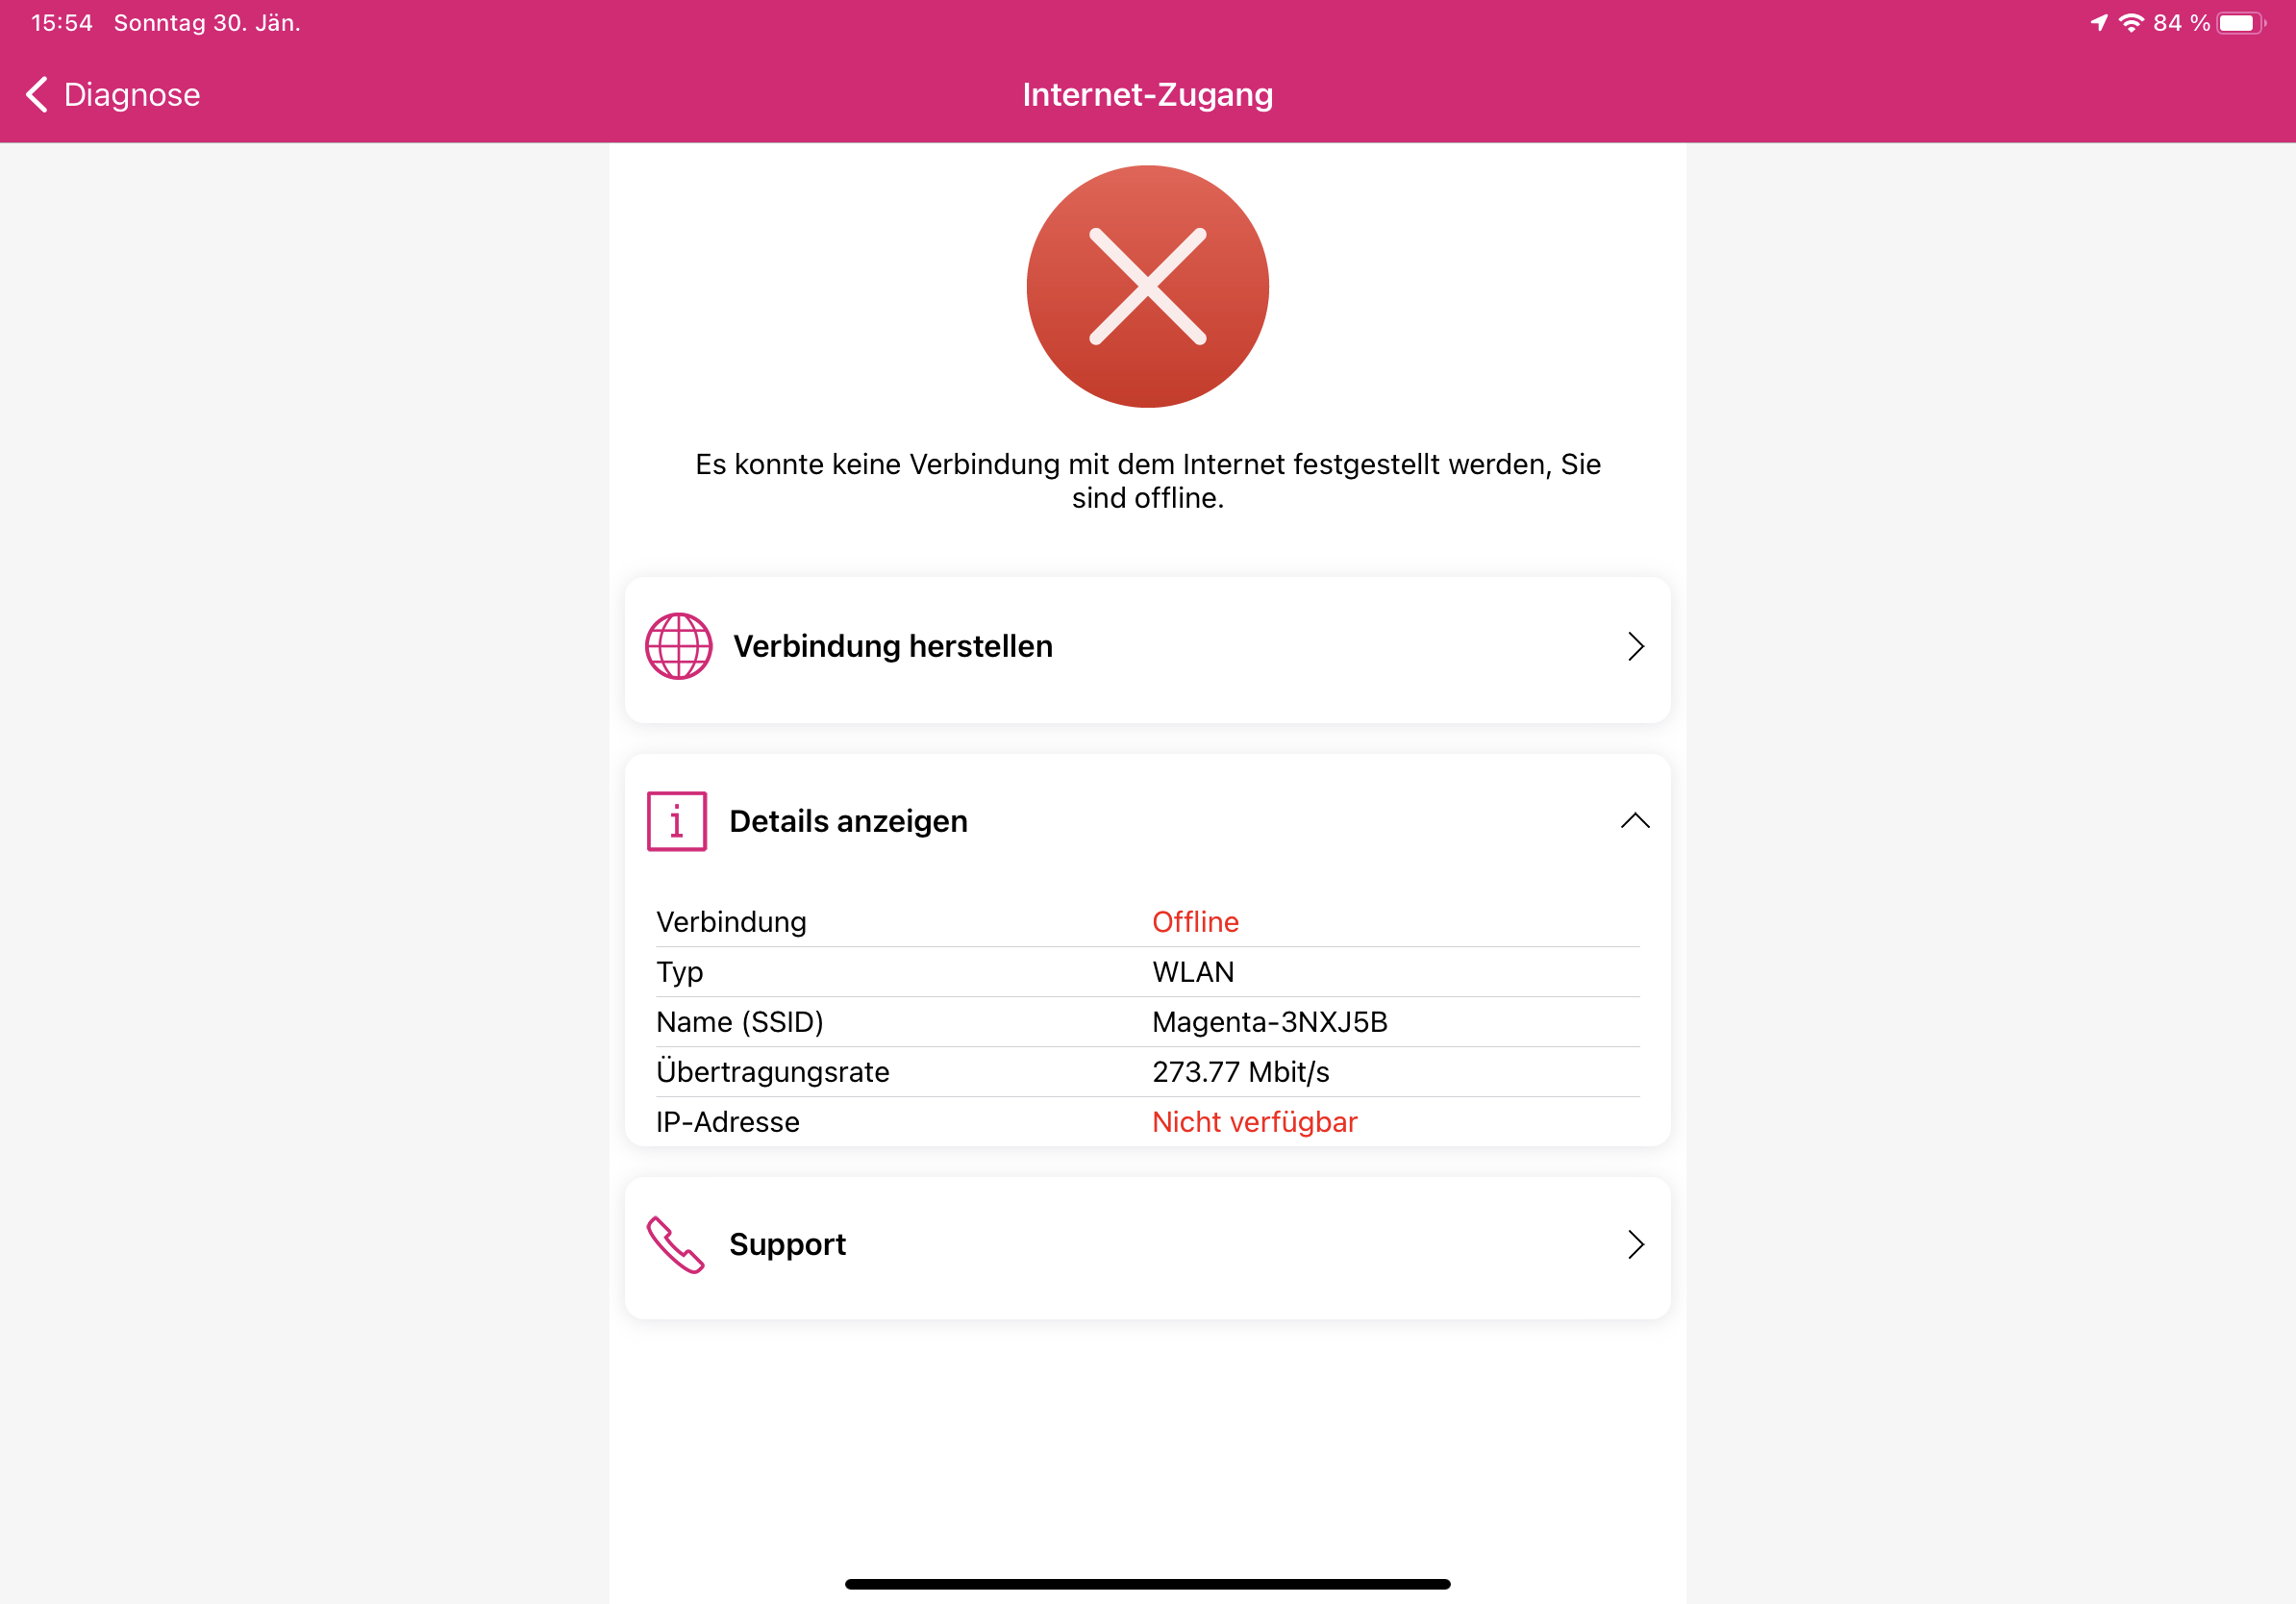 15:54 Sonntag 30. Jän.
84 %
Diagnose
Internet-Zugang
Es konnte keine Verbindung mit dem Internet festgestellt werden, Sie
sind offline.
Verbindung herstellen
i Details anzeigen
Verbindung Offline
Typ WLAN
Name (SSID) Magenta-3NXJ5B
Übertragungsrate 273.77 Mbit/s
IP-Adresse Nicht verfügbar
Support